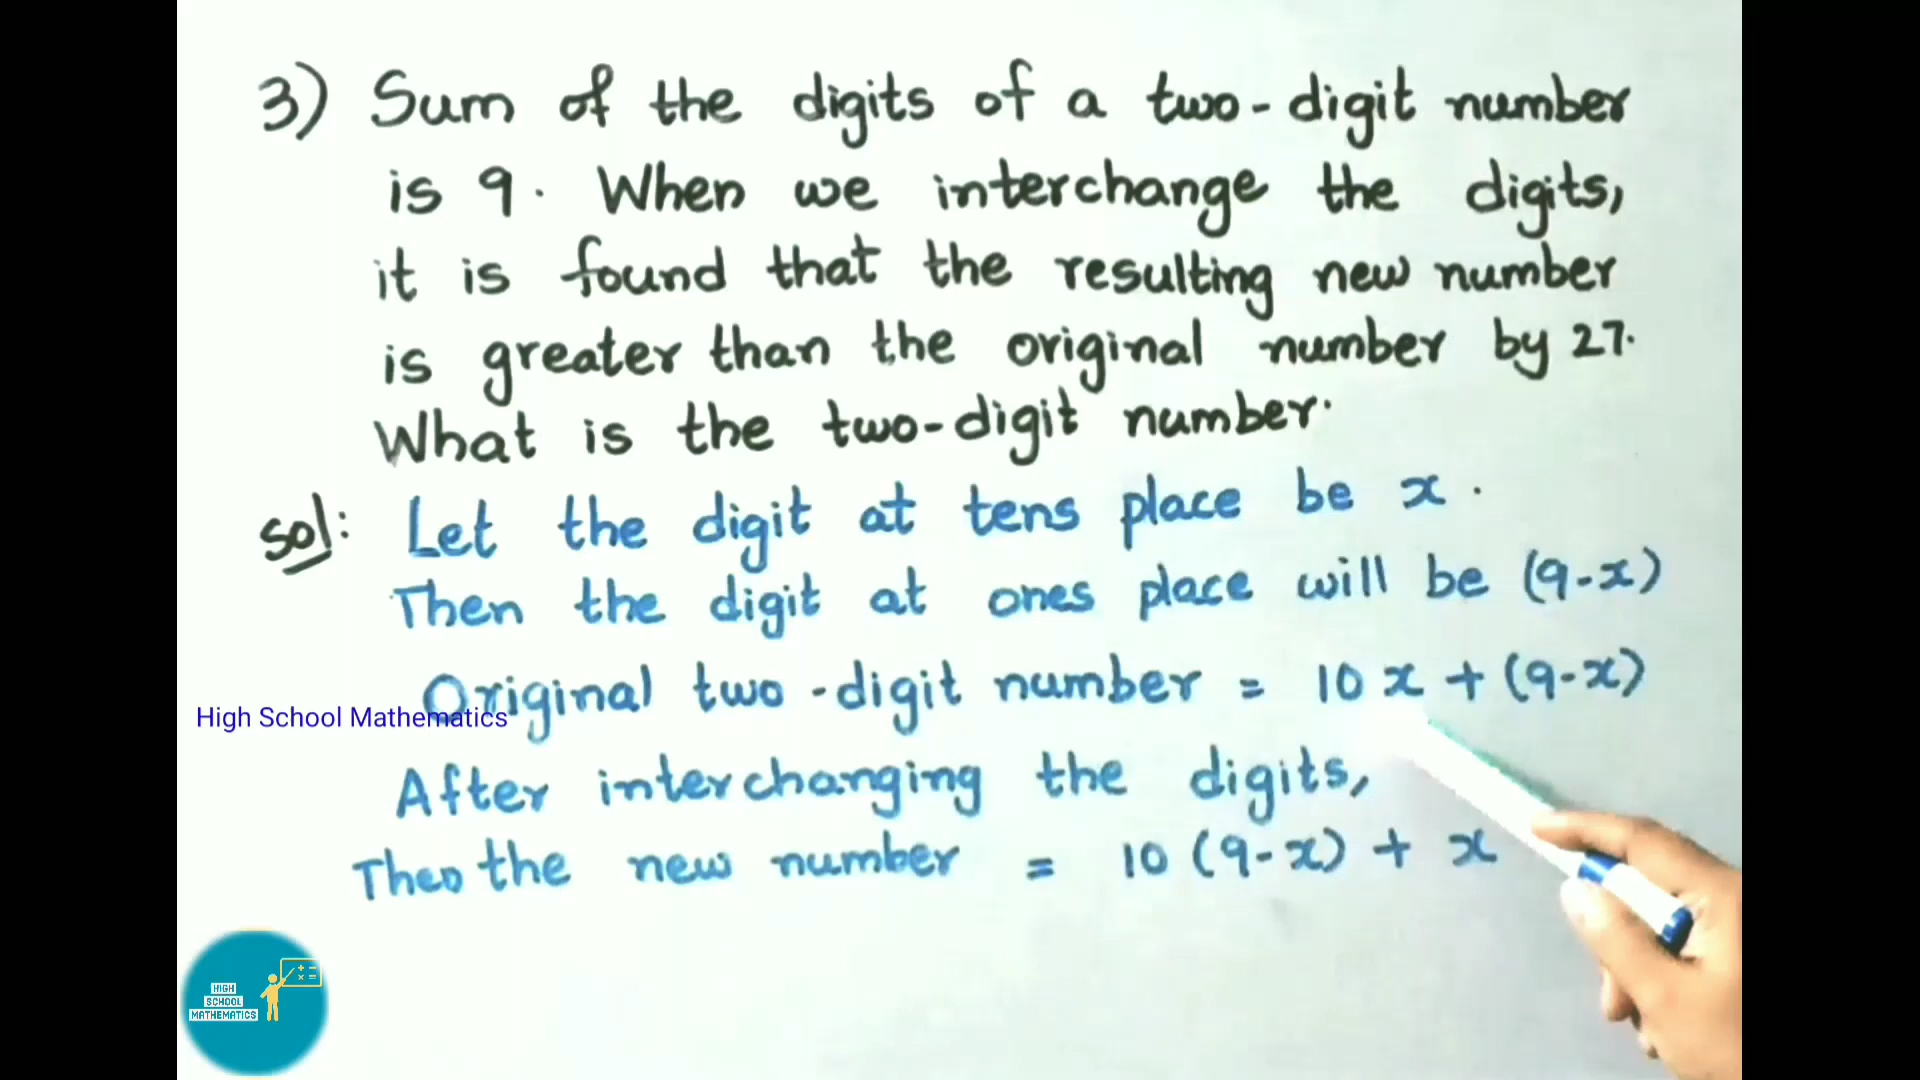 3) Sum of the digits of a two-digit number
is 9. When we interchange the digits,
it is found that the resulting new number
is greater than the original number by 27.
What is the two-digit number.
Sol: Let the digit at tens place be x.
Then the digit at ones place will be (9-x)
Original two-digit number = 10x + (9-x)
High School Mathematics
After interchanging the digits,
Then the new number = 10 (9-x) + x
HIGH
SCHOOL
MATHEMATICS